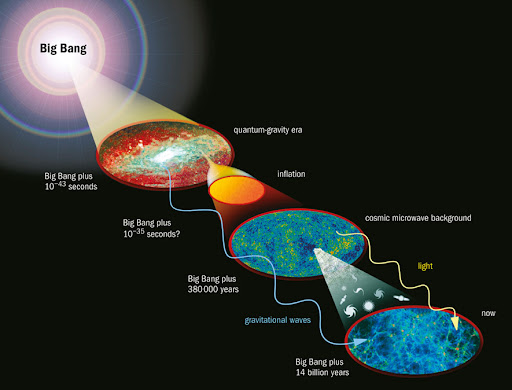 Big Bang
quantum-gravity era
Big Bang plus
10⁻⁴³ seconds
inflation
Big Bang plus
10⁻³⁵ seconds?
cosmic microwave background
light
Big Bang plus
380 000 years
gravitational waves
now
Big Bang plus
14 billion years